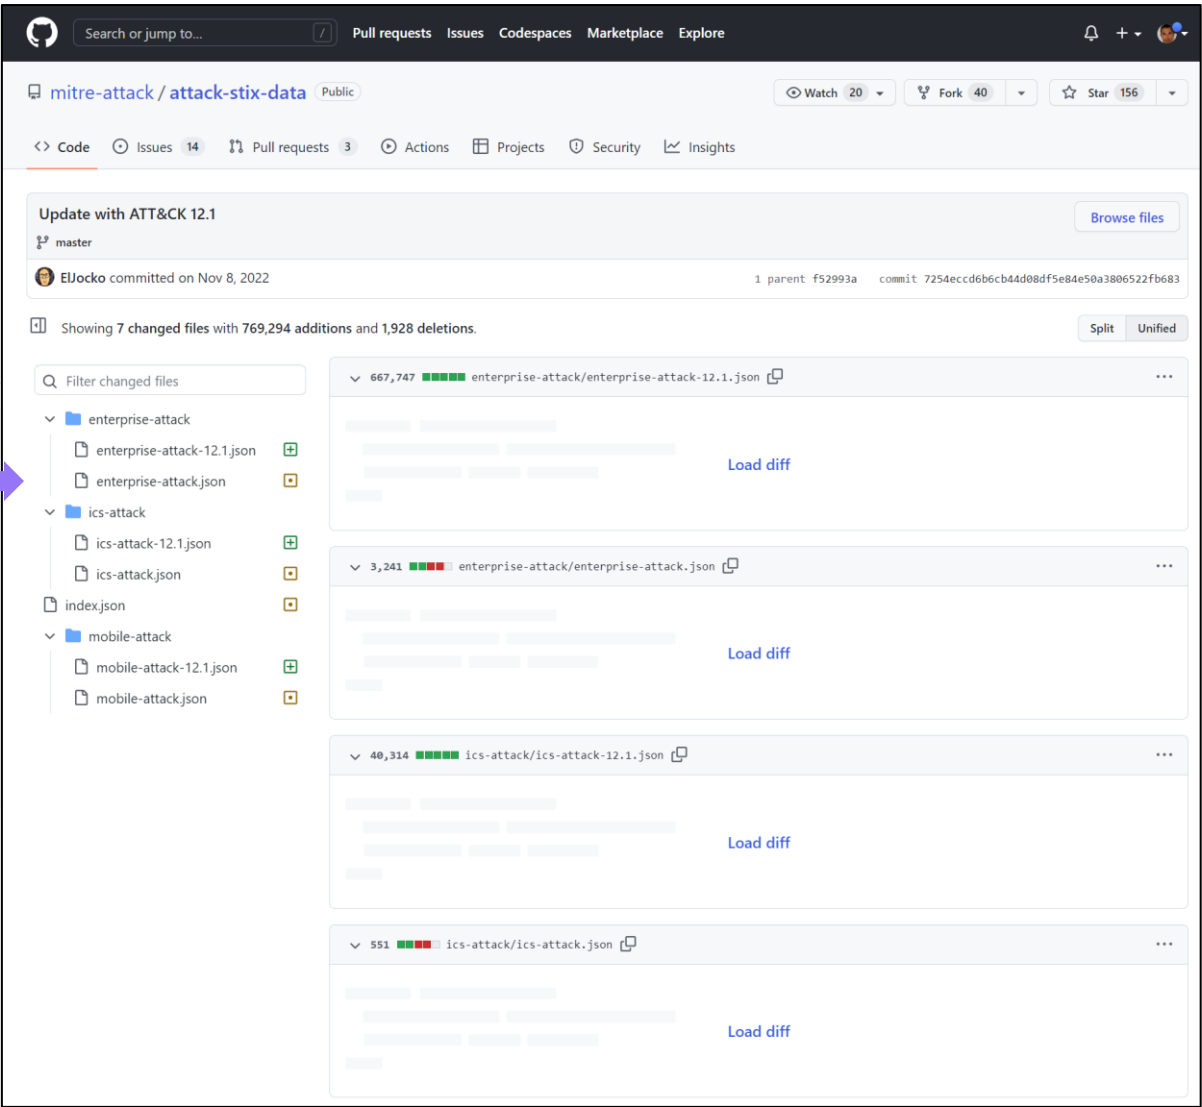 Search or jump to... /
Pull requests Issues Codespaces Marketplace Explore
mitre-attack / attack-stix-data Public
Watch 20 Fork 40 Star 156
Code Issues 14 Pull requests 3 Actions Projects Security Insights
Update with ATT&CK 12.1
Browse files
master
ElJocko committed on Nov 8, 2022
1 parent f52993a commit 7254eccd6b6cb44d08df5e84e50a3806522fb683
Showing 7 changed files with 769,294 additions and 1,928 deletions.
Split Unified
Filter changed files
enterprise-attack
enterprise-attack-12.1.json
enterprise-attack.json
ics-attack
ics-attack-12.1.json
ics-attack.json
index.json
mobile-attack
mobile-attack-12.1.json
mobile-attack.json
667,747 enterprise-attack/enterprise-attack-12.1.json
Load diff
3,241 enterprise-attack/enterprise-attack.json
Load diff
40,314 ics-attack/ics-attack-12.1.json
Load diff
551 ics-attack/ics-attack.json
Load diff